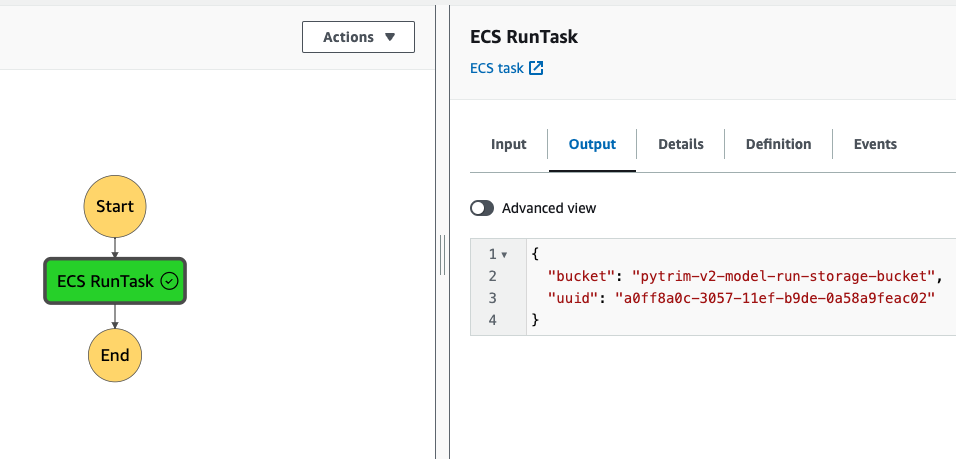 Actions
Start
ECS RunTask
End
ECS RunTask
ECS task
Input
Output
Details
Definition
Events
Advanced view
1 {
2 "bucket": "pytrim-v2-model-run-storage-bucket",
3 "uuid": "a0ff8a0c-3057-11ef-b9de-0a58a9feac02"
4 }